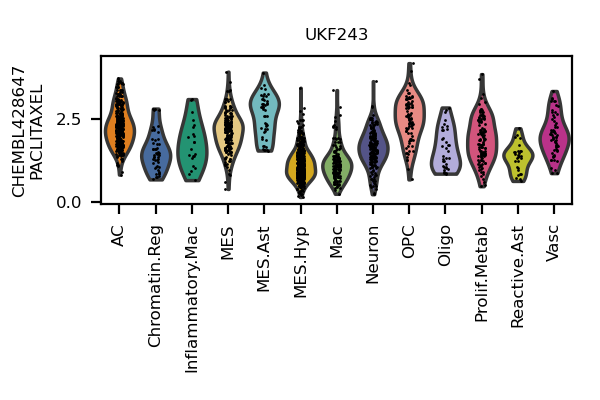 UKF243
CHEMBL428647
PACLITAXEL
2.5
0.0
AC
Chromatin.Reg
Inflammatory.Mac
MES
MES.Ast
MES.Hyp
Mac
Neuron
OPC
Oligo
Prolif.Metab
Reactive.Ast
Vasc